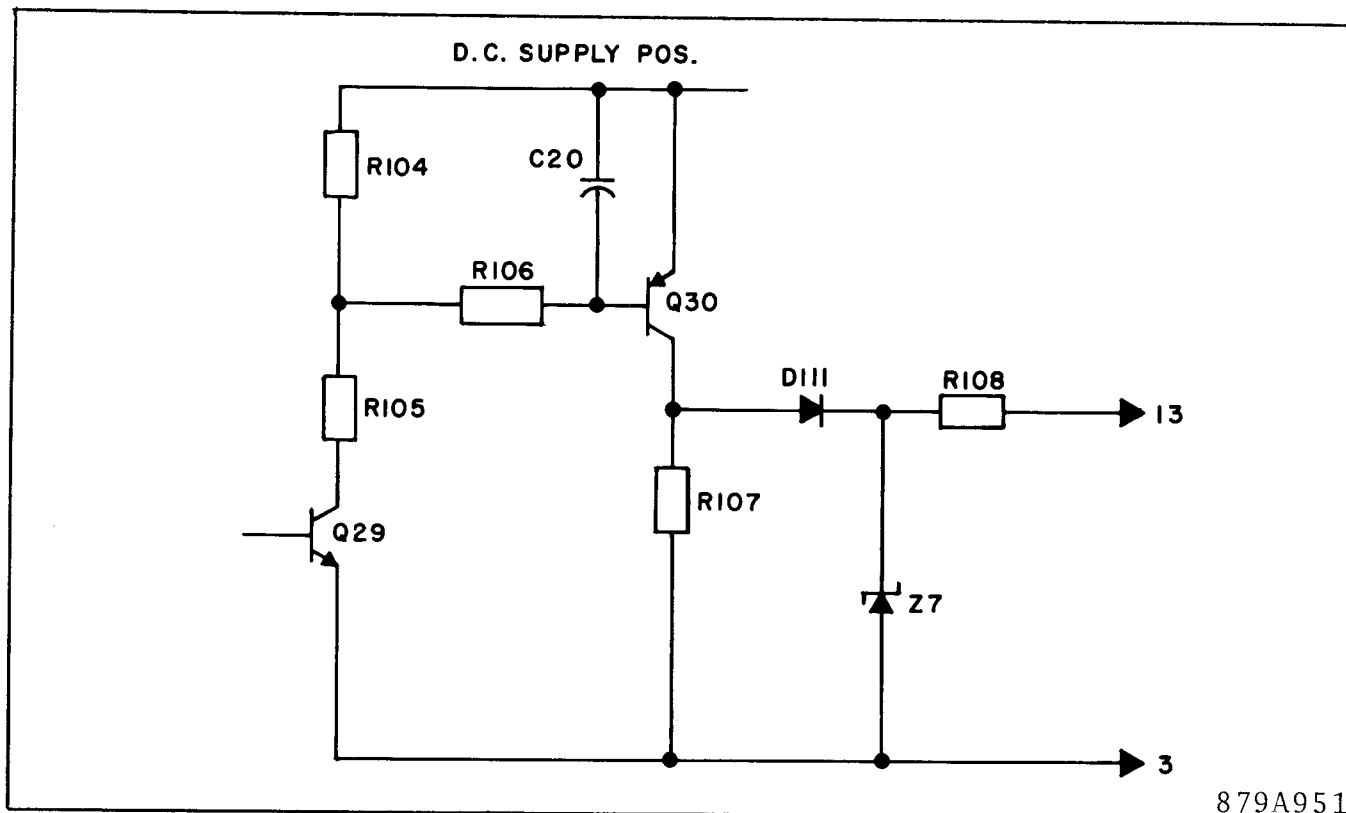 D.C. SUPPLY POS.
R104
C20
R106
Q30
D111
R108
13
R105
R107
Q29
Z7
3
879A951